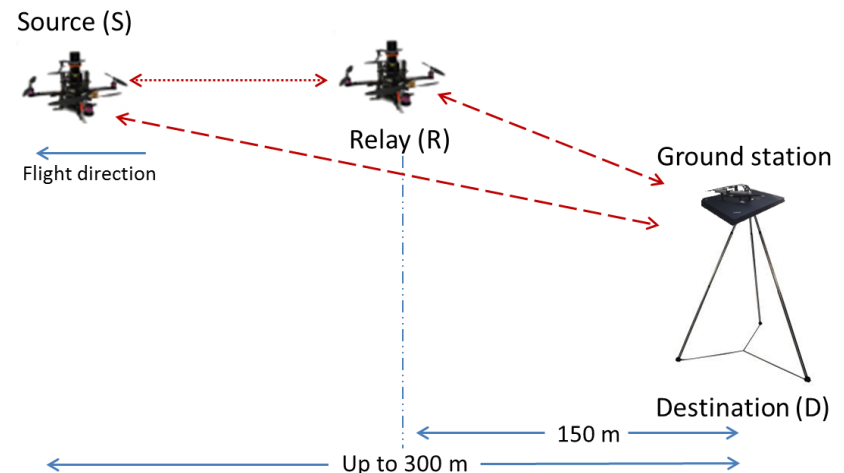 Source (S)
Relay (R)
Flight direction
Ground station
Destination (D)
150 m
Up to 300 m